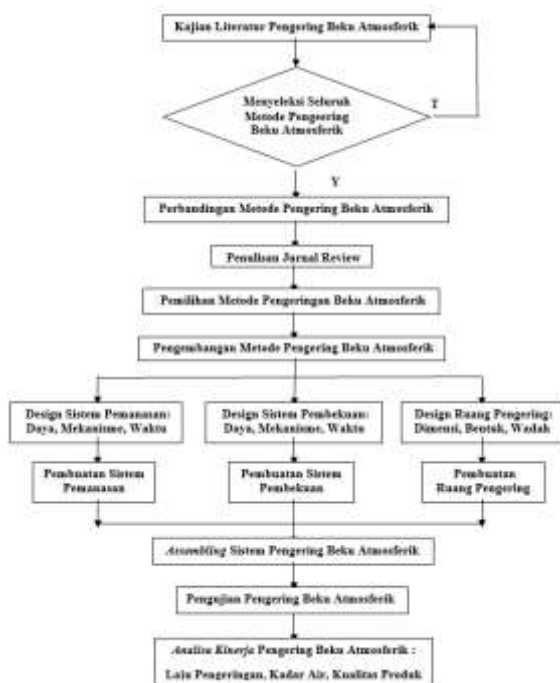 Kajian Literatur Pengering Beku Atmosferik
Menyeleksi Seluruh
Metode Pengeering
Beku Atmosferik
T
Y
Perbandingan Metode Pengering Beku Atmosferik
Penulisan Jurnal Review
Pemilihan Metode Pengeringan Beku Atmosferik
Pengembangan Metode Pengering Beku Atmosferik
Design Sistem Pemanasan:
Daya, Mekanisme, Waktu
Design Sistem Pembekuan:
Daya, Mekanisme, Waktu
Design Ruang Pengering:
Dimensi, Bentuk, Wadah
Pembuatan Sistem
Pemanasan
Pembuatan Sistem
Pembekuan
Pembuatan
Ruang Pengering
Assembling Sistem Pengering Beku Atmosferik
Pengujian Pengering Beku Atmosferik
Analisa Kinerja Pengering Beku Atmosferik :
Laju Pengeringan, Kadar Air, Kualitas Produk